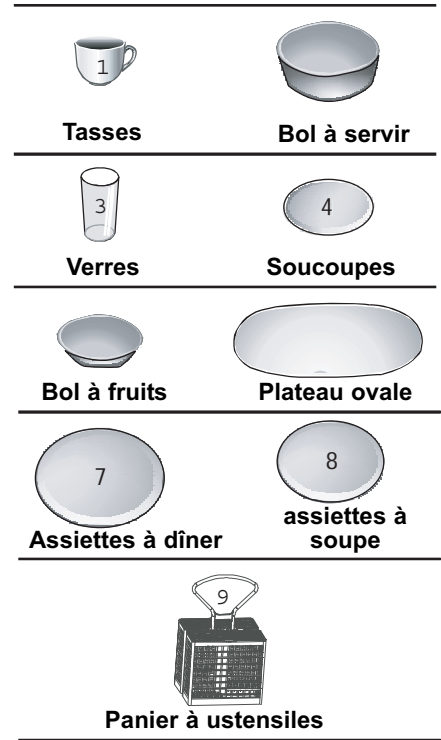 1
Tasses
Bol à servir
3
4
Verres
Soucoupes
Bol à fruits
Plateau ovale
7
8
Assiettes à dîner
assiettes à
soupe
9
Panier à ustensiles